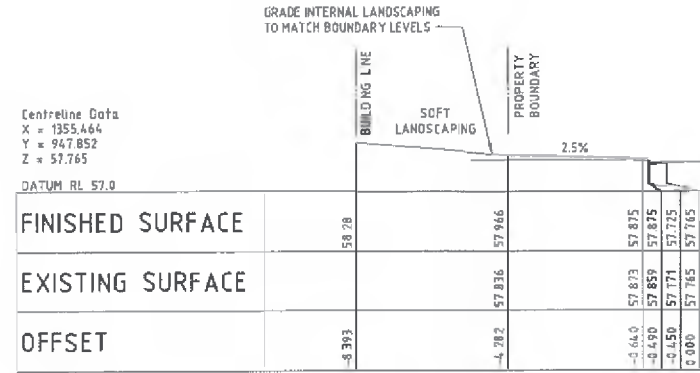 GRADE INTERNAL LANDSCAPING
TO MATCH BOUNDARY LEVELS
BUILDING LINE
PROPERTY
BOUNDARY
SOFT
LANDSCAPING
2.5%
Centreline Data
X = 1355.464
Y = 947.852
Z = 57.765
DATUM RL 57.0
FINISHED SURFACE
58.28
57.966
57.875
57.875
57.725
57.765
EXISTING SURFACE
57.836
57.873
57.859
57.771
57.765
OFFSET
-8.393
-4.282
-0.640
-0.490
-0.450
0.000